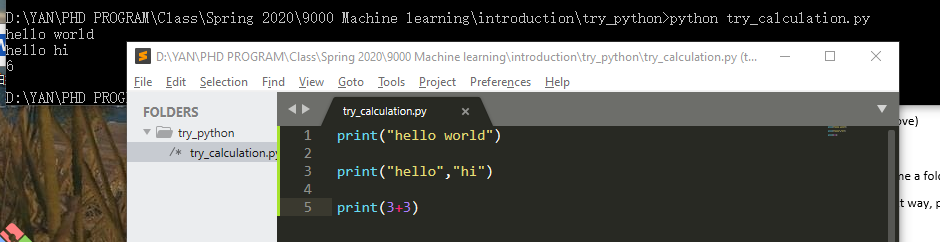 D:\YAN\PHD PROGRAM\Class\Spring 2020\9000 Machine learning\introduction\try_python>python try_calculation.py
hello world
hello hi
6
D:\YAN\PHD PROG
D:\YAN\PHD PROGRAM\Class\Spring 2020\9000 Machine learning\introduction\try_python\try_calculation.py (t...
File Edit Selection Find View Goto Tools Project Preferences Help
FOLDERS
try_python
/* try_calculation.py
try_calculation.py ×
1 print("hello world")
2
3 print("hello","hi")
4
5 print(3+3)
ove)
ne a fol
t way, p